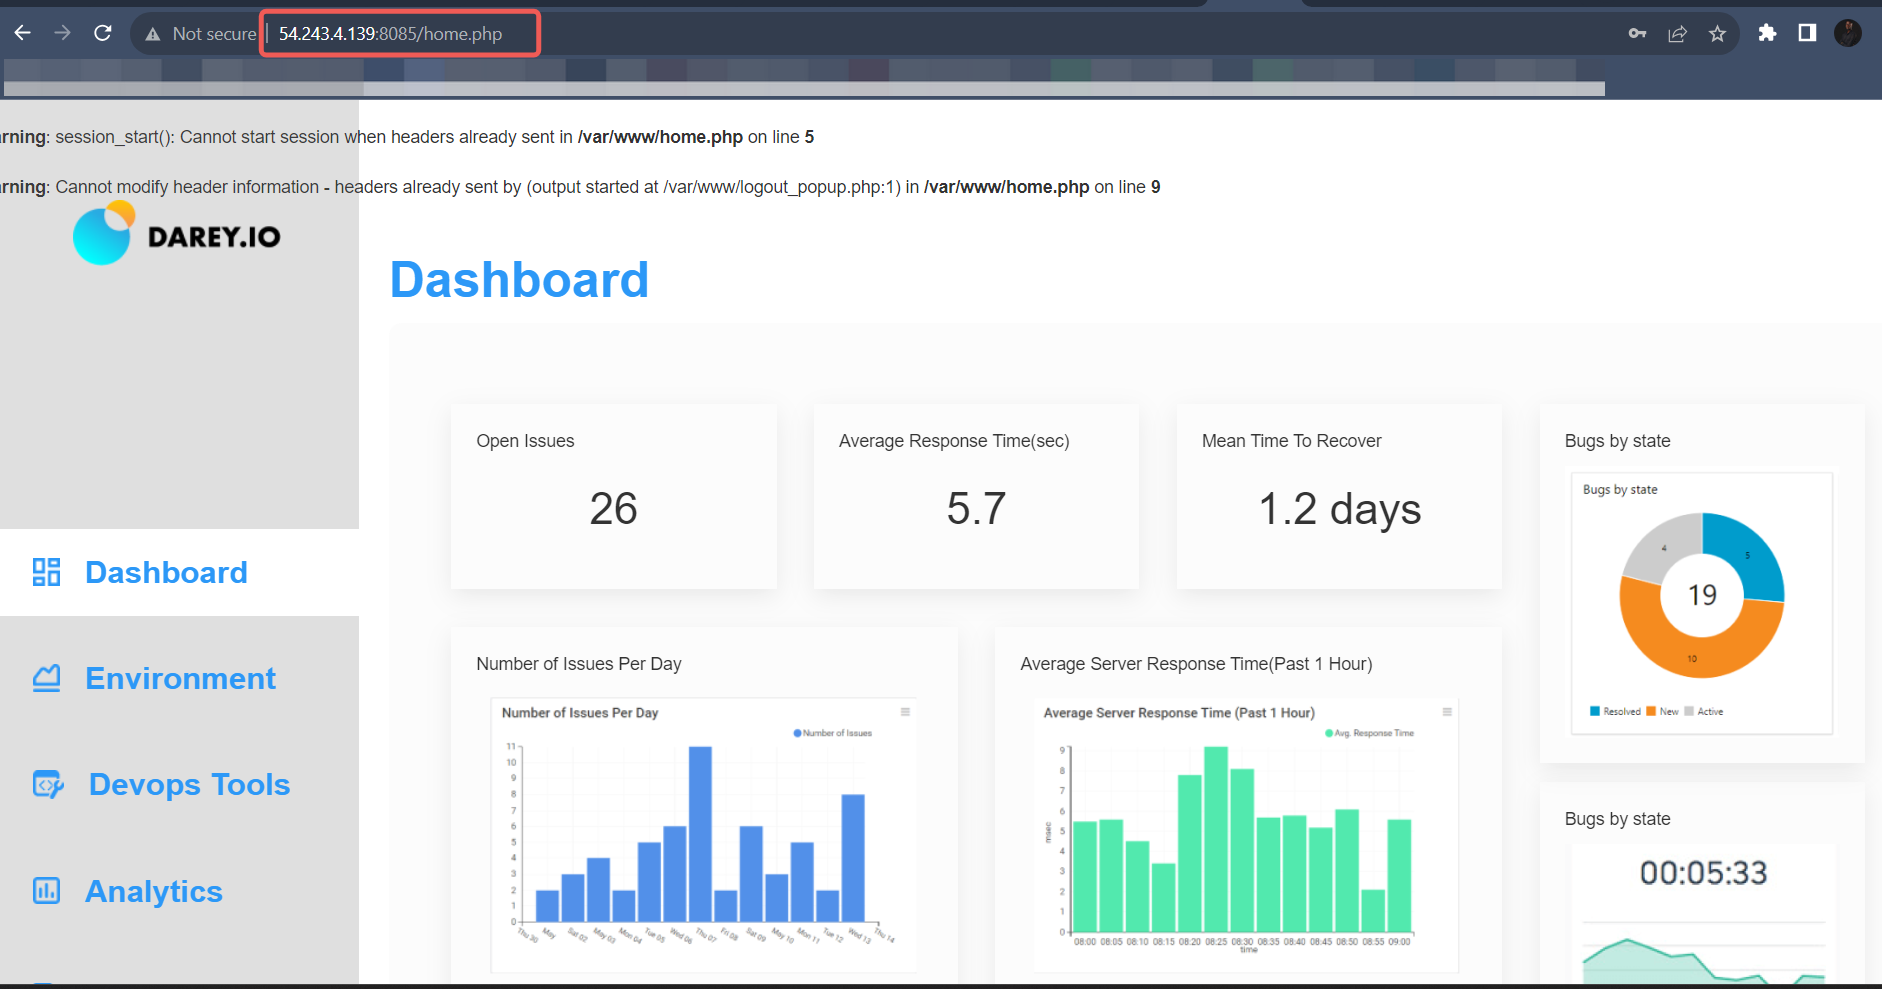 Not secure 54.243.4.139:8085/home.php
rning: session_start(): Cannot start session when headers already sent in /var/www/home.php on line 5
rning: Cannot modify header information - headers already sent by (output started at /var/www/logout_popup.php:1) in /var/www/home.php on line 9
DAREY.IO
Dashboard
Dashboard
Environment
Devops Tools
Analytics
Open Issues
26
Average Response Time(sec)
5.7
Mean Time To Recover
1.2 days
Bugs by state
Bugs by state
4
5
19
10
Resolved New Active
Number of Issues Per Day
Number of Issues Per Day
Number of Issues
11
10
9
8
7
6
5
4
3
2
1
0
Thu 30 May Sat 02 May 03 Mon 04 Tue 05 Wed 06 Thu 07 Fri 08 Sat 09 May 10 Mon 11 Tue 12 Wed 13 Thu 14
Average Server Response Time(Past 1 Hour)
Average Server Response Time (Past 1 Hour)
Avg. Response Time
9
8
7
6
5
4
3
2
1
0
msec
08:00 08:05 08:10 08:15 08:20 08:25 08:30 08:35 08:40 08:45 08:50 08:55 09:00
time
Bugs by state
00:05:33